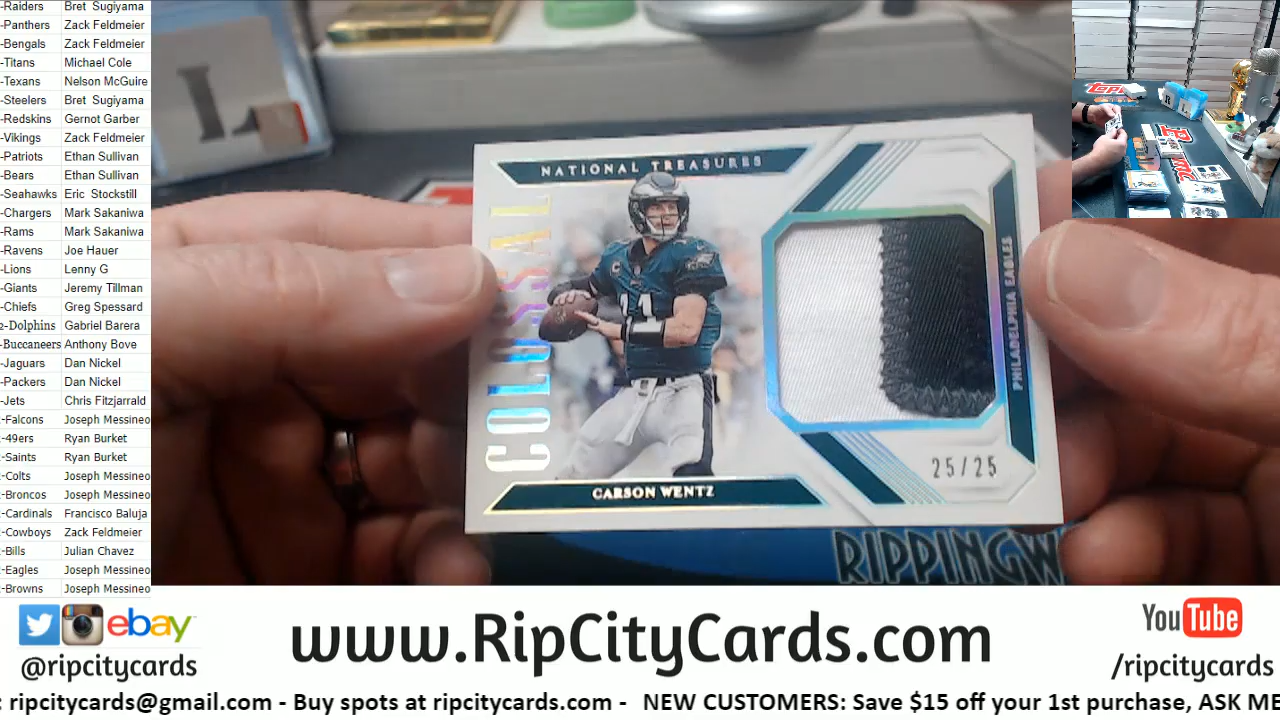 -Raiders Bret Sugiyama
-Panthers Zack Feldmeier
-Bengals Zack Feldmeier
-Titans Michael Cole
-Texans Nelson McGuire
-Steelers Bret Sugiyama
-Redskins Gernot Garber
-Vikings Zack Feldmeier
-Patriots Ethan Sullivan
-Bears Ethan Sullivan
-Seahawks Eric Stockstill
-Chargers Mark Sakaniwa
-Rams Mark Sakaniwa
-Ravens Joe Hauer
-Lions Lenny G
-Giants Jeremy Tillman
-Chiefs Greg Spessard
2-Dolphins Gabriel Barera
-Buccaneers Anthony Bove
-Jaguars Dan Nickel
-Packers Dan Nickel
-Jets Chris Fitzjarrald
-Falcons Joseph Messineo
-49ers Ryan Burket
-Saints Ryan Burket
-Colts Joseph Messineo
-Broncos Joseph Messineo
-Cardinals Francisco Baluja
-Cowboys Zack Feldmeier
-Bills Julian Chavez
-Eagles Joseph Messineo
-Browns Joseph Messineo
L
NATIONAL TREASURES
COLOSSAL
11
PHILADELPHIA EAGLES
25/25
CARSON WENTZ
RIPPINGW
ebay
@ripcitycards
www.RipCityCards.com
YouTube
/ripcitycards
: ripcitycards@gmail.com - Buy spots at ripcitycards.com - NEW CUSTOMERS: Save $15 off your 1st purchase, ASK ME